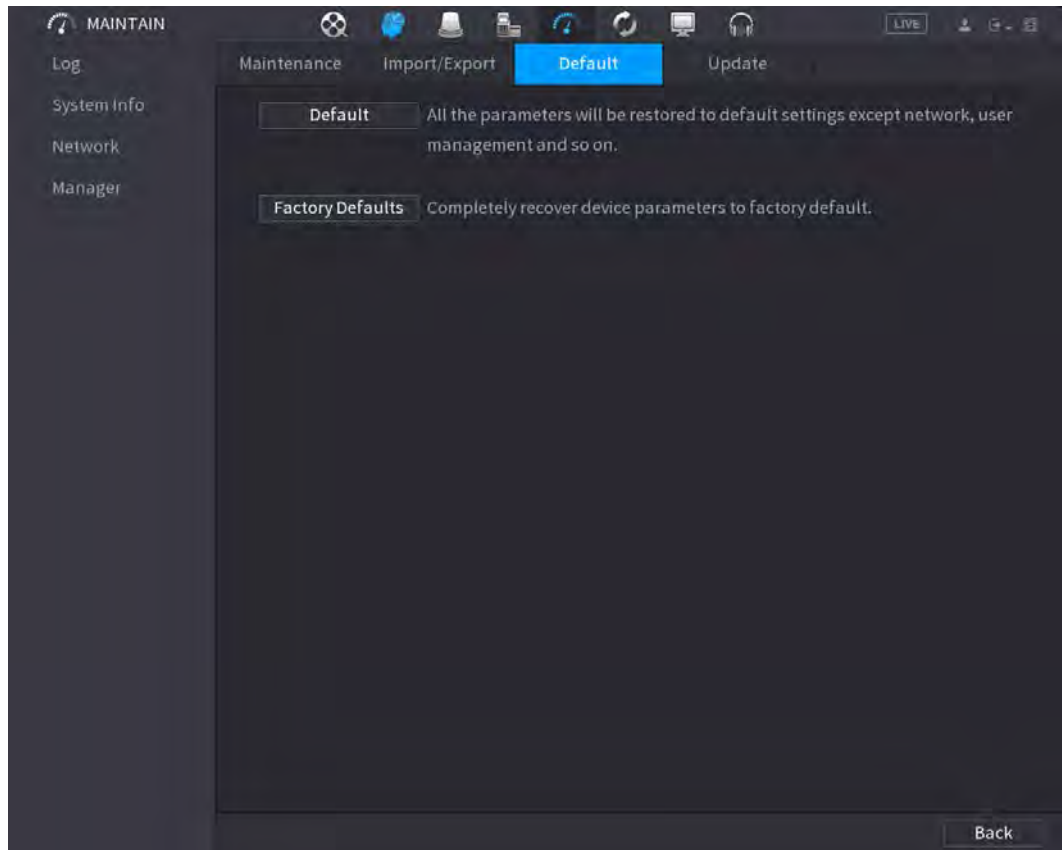 MAINTAIN
LIVE
Log
System Info
Network
Manager
Maintenance Import/Export Default Update
Default All the parameters will be restored to default settings except network, user
management and so on.
Factory Defaults Completely recover device parameters to factory default.
Back